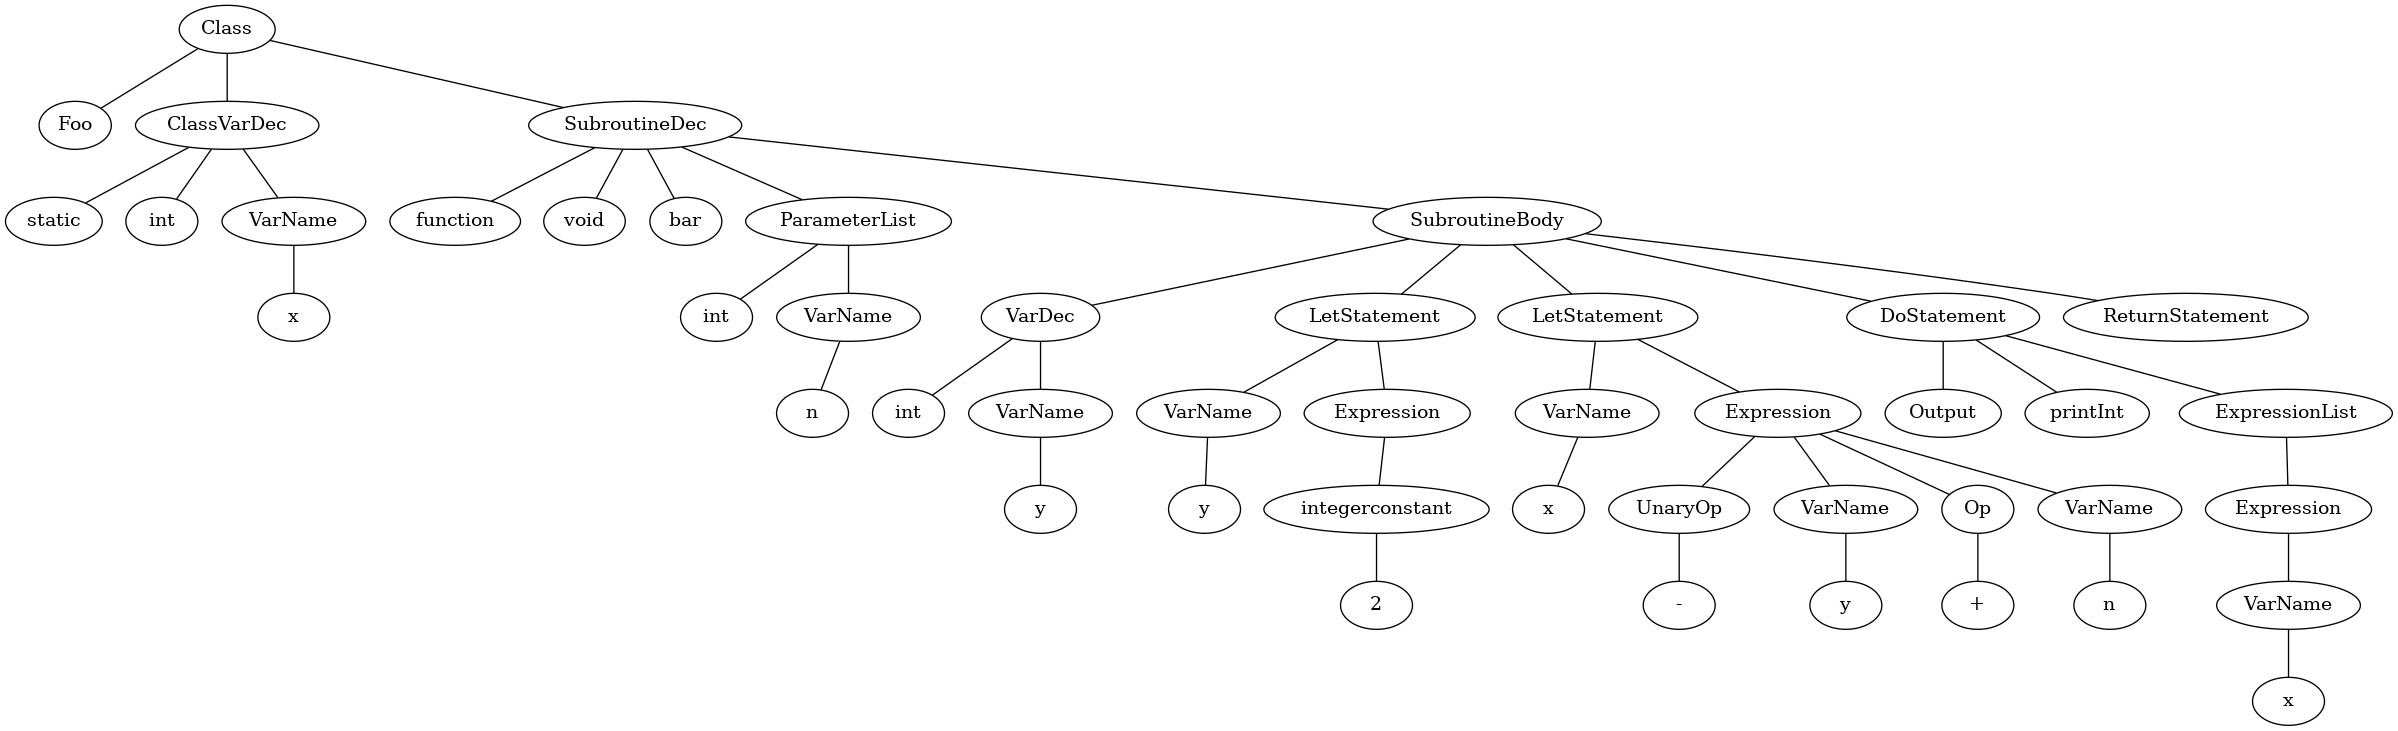 Class
Foo ClassVarDec SubroutineDec
static int VarName function void bar ParameterList SubroutineBody
x int VarName VarDec LetStatement LetStatement DoStatement ReturnStatement
n int VarName VarName Expression VarName Expression Output printInt ExpressionList
y y integerconstant x UnaryOp VarName Op VarName Expression
2 - y + n VarName
x